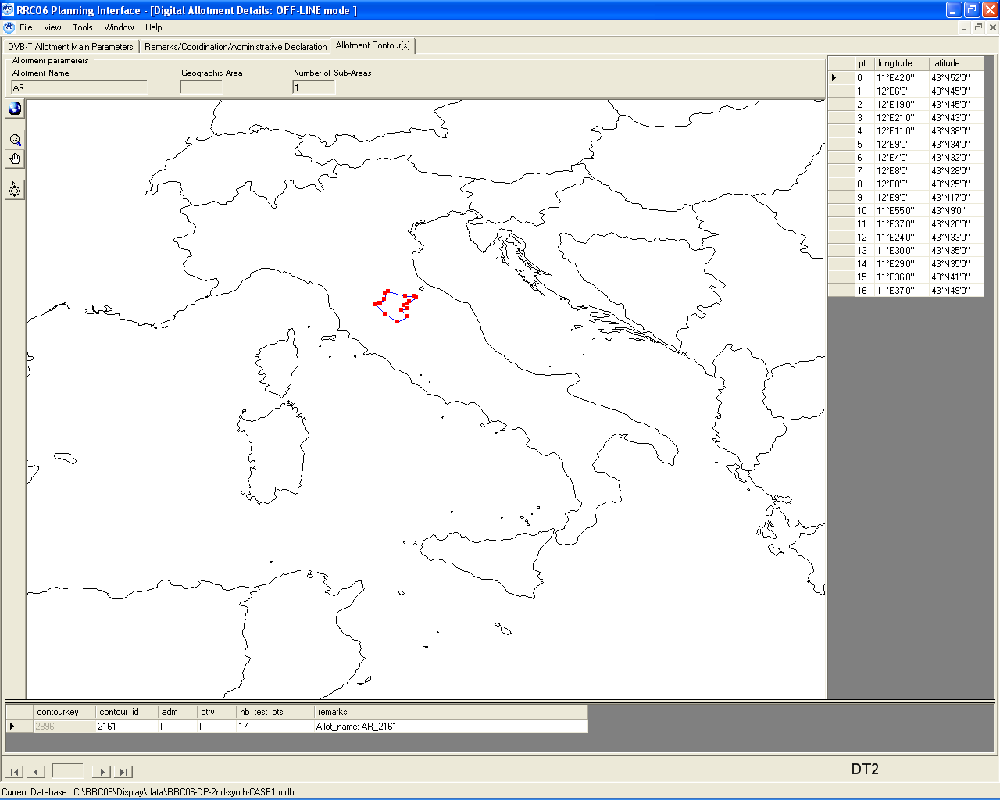 RRC06 Planning Interface - [Digital Allotment Details: OFF-LINE mode ]
File View Tools Window Help
DVB-T Allotment Main Parameters Remarks/Coordination/Administrative Declaration Allotment Contour(s)
Allotment parameters
Allotment Name Geographic Area Number of Sub-Areas
AR 1
N
pt longitude latitude
0 11°E42'0" 43°N52'0"
1 12°E6'0" 43°N45'0"
2 12°E19'0" 43°N45'0"
3 12°E21'0" 43°N43'0"
4 12°E11'0" 43°N38'0"
5 12°E9'0" 43°N34'0"
6 12°E4'0" 43°N32'0"
7 12°E8'0" 43°N28'0"
8 12°E0'0" 43°N25'0"
9 12°E9'0" 43°N17'0"
10 11°E55'0" 43°N9'0"
11 11°E37'0" 43°N20'0"
12 11°E24'0" 43°N33'0"
13 11°E30'0" 43°N35'0"
14 11°E29'0" 43°N35'0"
15 11°E36'0" 43°N41'0"
16 11°E37'0" 43°N49'0"
contourkey contour_id adm ctry nb_test_pts remarks
2896 2161 I I 17 Allot_name: AR_2161
DT2
Current Database: C:\RRC06\Display\data\RRC06-DP-2nd-synth-CASE1.mdb